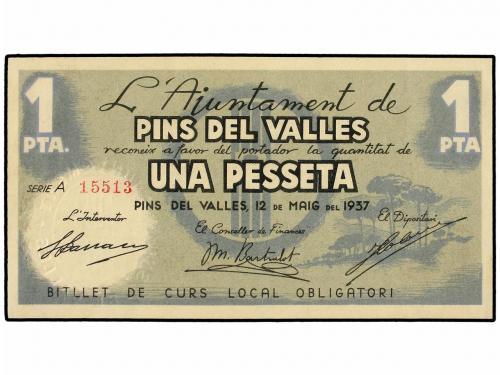 L'Ajuntament de
1 PTA.
PINS DEL VALLES
1 PTA.
reconeix a favor del portador la quantitat de
UNA PESSETA
SERIE A 15513
PINS DEL VALLES, 12 DE MAIG DEL 1937
L'Interventor
El Conseller de Finances
El Dipositari
BITLLET DE CURS LOCAL OBLIGATORI